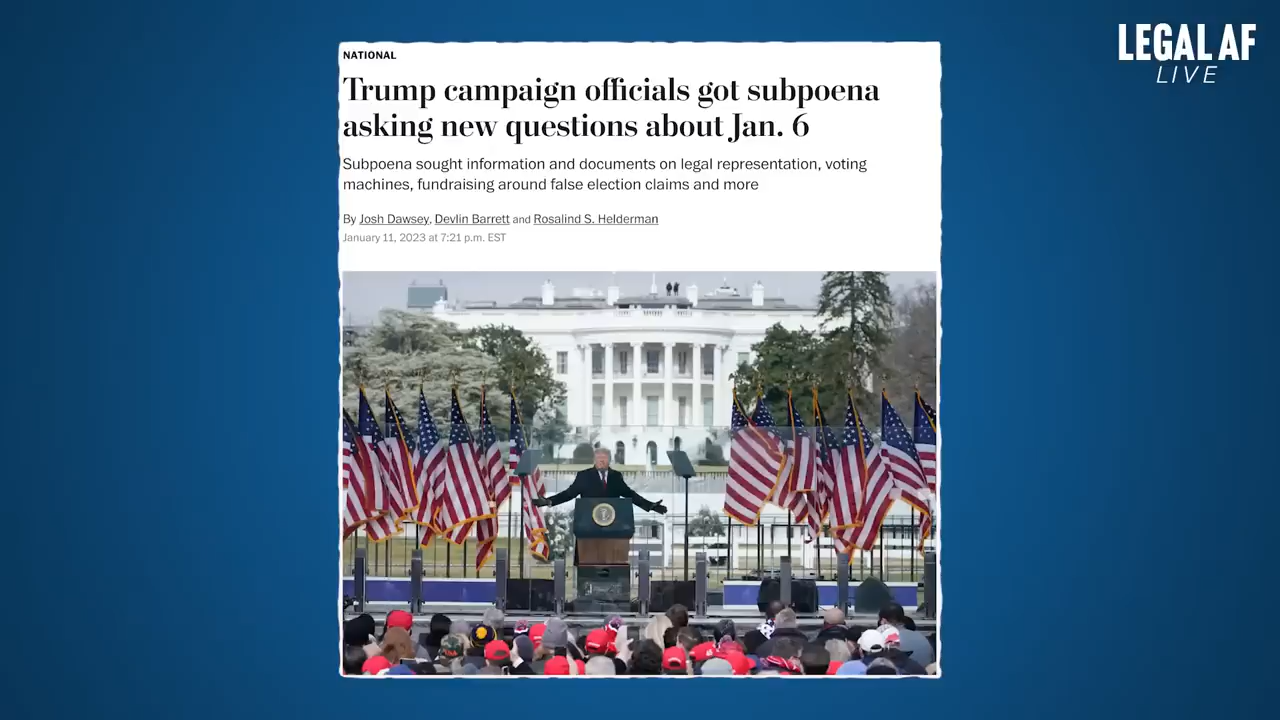 LEGAL AF
LIVE
NATIONAL
Trump campaign officials got subpoena
asking new questions about Jan. 6
Subpoena sought information and documents on legal representation, voting
machines, fundraising around false election claims and more
By Josh Dawsey, Devlin Barrett and Rosalind S. Helderman
January 11, 2023 at 7:21 p.m. EST